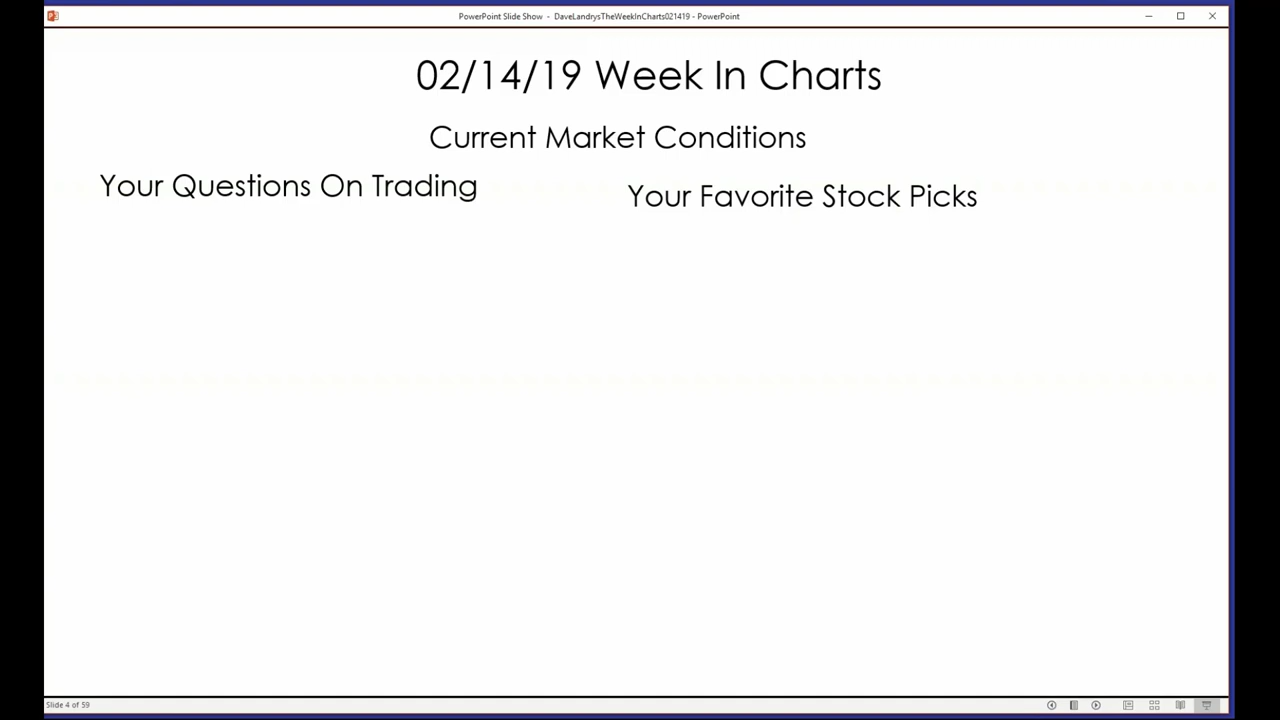 PowerPoint Slide Show - DaveLandrysTheWeekInCharts021419 - PowerPoint
02/14/19 Week In Charts
Current Market Conditions
Your Questions On Trading
Your Favorite Stock Picks
Slide 4 of 59